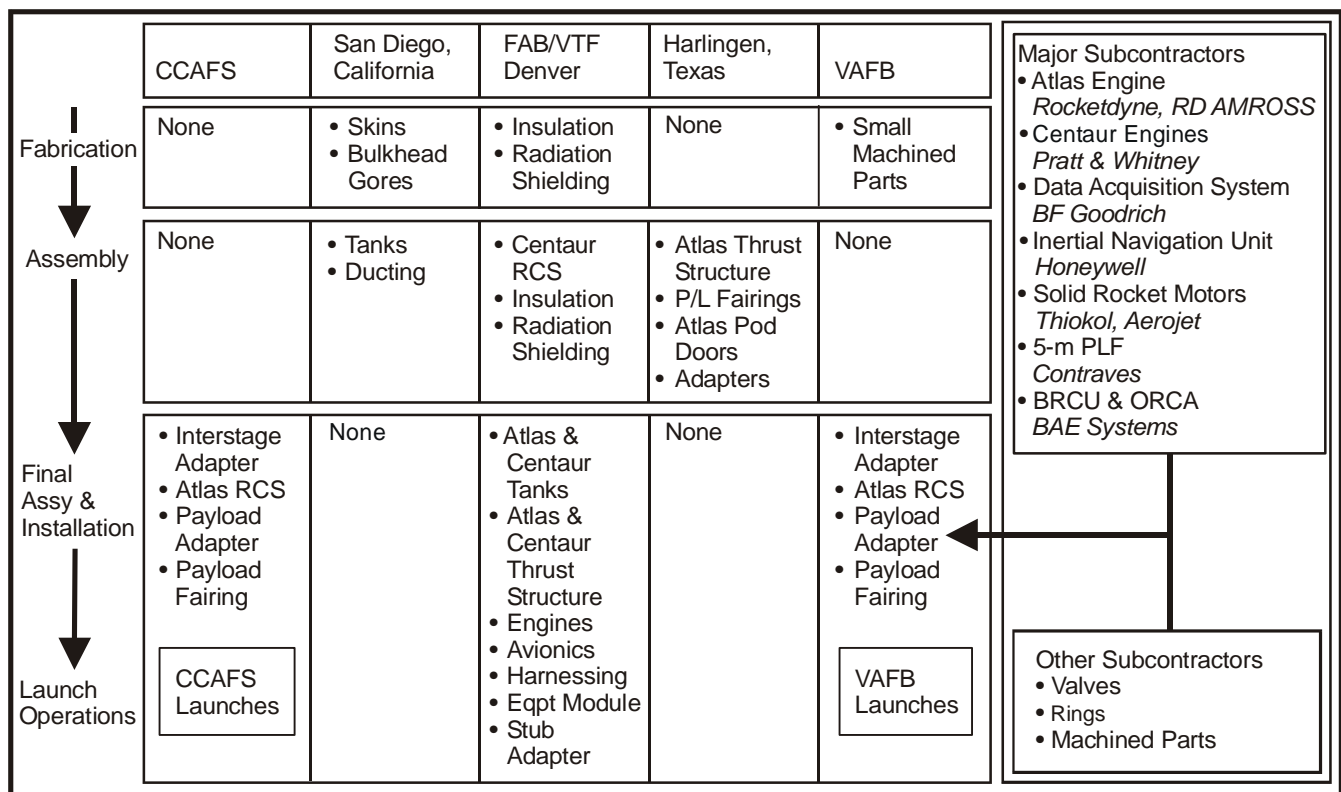 CCAFS
San Diego,
California
FAB/VTF
Denver
Harlingen,
Texas
VAFB
Fabrication
None
• Skins
• Bulkhead
Gores
• Insulation
• Radiation
Shielding
None
• Small
Machined
Parts
Assembly
None
• Tanks
• Ducting
• Centaur
RCS
• Insulation
• Radiation
Shielding
• Atlas Thrust
Structure
• P/L Fairings
• Atlas Pod
Doors
• Adapters
None
Final
Assy &
Installation
• Interstage
Adapter
• Atlas RCS
• Payload
Adapter
• Payload
Fairing
None
• Atlas &
Centaur
Tanks
• Atlas &
Centaur
Thrust
Structure
• Engines
• Avionics
• Harnessing
• Eqpt Module
• Stub
Adapter
None
• Interstage
Adapter
• Atlas RCS
• Payload
Adapter
• Payload
Fairing
Launch
Operations
CCAFS
Launches
VAFB
Launches
Major Subcontractors
• Atlas Engine
Rocketdyne, RD AMROSS
• Centaur Engines
Pratt & Whitney
• Data Acquisition System
BF Goodrich
• Inertial Navigation Unit
Honeywell
• Solid Rocket Motors
Thiokol, Aerojet
• 5-m PLF
Contraves
• BRCU & ORCA
BAE Systems
Other Subcontractors
• Valves
• Rings
• Machined Parts